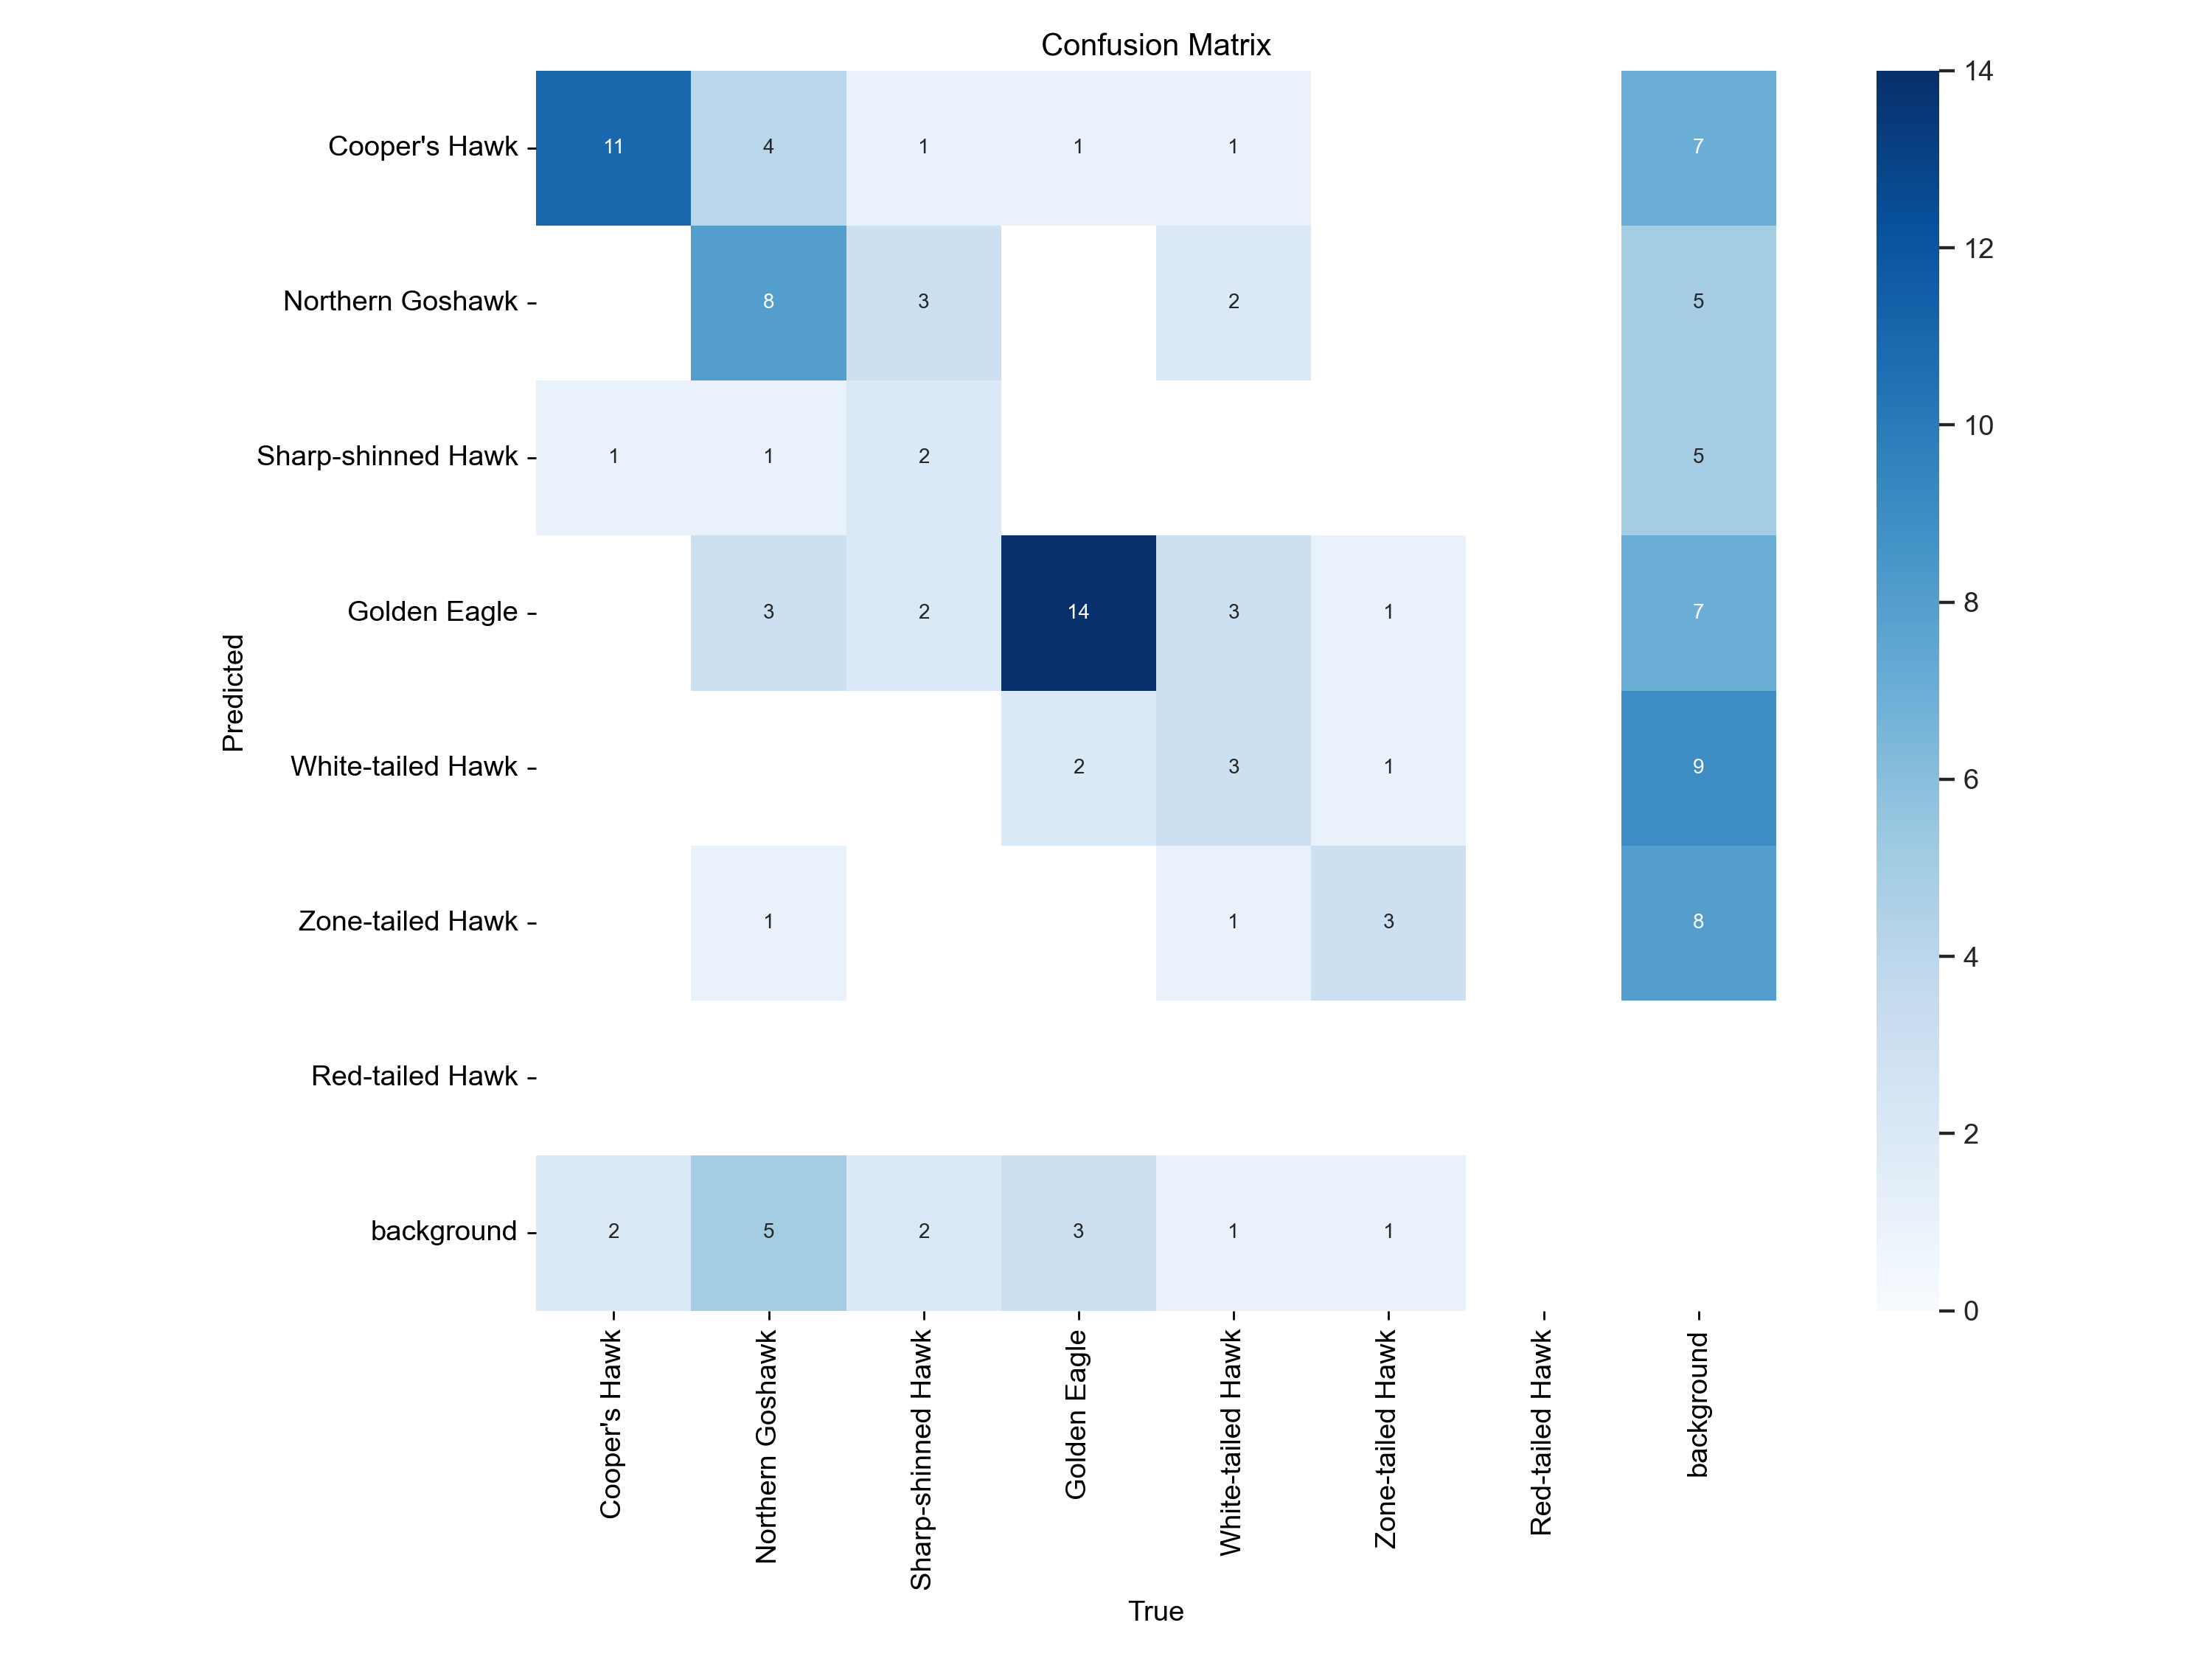 Confusion Matrix
Cooper's Hawk 11 4 1 1 1 7
Northern Goshawk 8 3 2 5
Sharp-shinned Hawk 1 1 2 5
Golden Eagle 3 2 14 3 1 7
White-tailed Hawk 2 3 1 9
Zone-tailed Hawk 1 1 3 8
Red-tailed Hawk
background 2 5 2 3 1 1
Predicted
Cooper's Hawk
Northern Goshawk
Sharp-shinned Hawk
Golden Eagle
White-tailed Hawk
Zone-tailed Hawk
Red-tailed Hawk
background
True
14
12
10
8
6
4
2
0